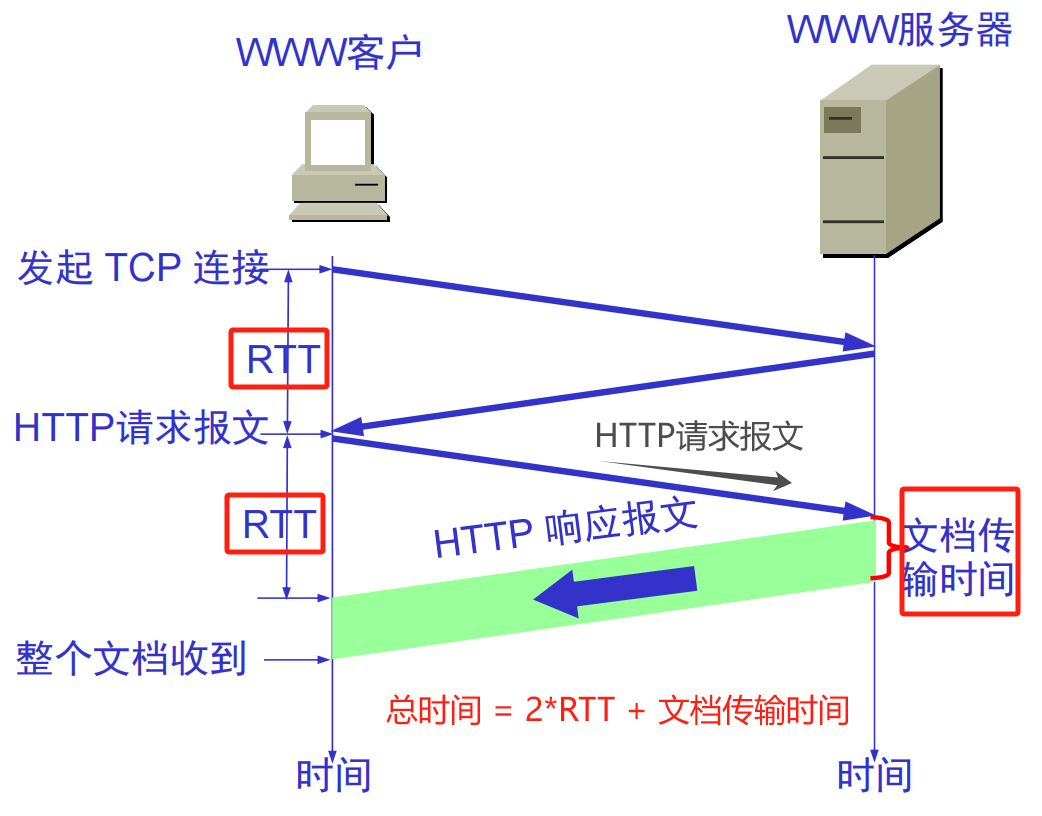 WWW客户
WWW服务器
发起 TCP 连接
RTT
HTTP请求报文
HTTP请求报文
RTT
HTTP 响应报文
文档传
输时间
整个文档收到
总时间 = 2*RTT + 文档传输时间
时间
时间